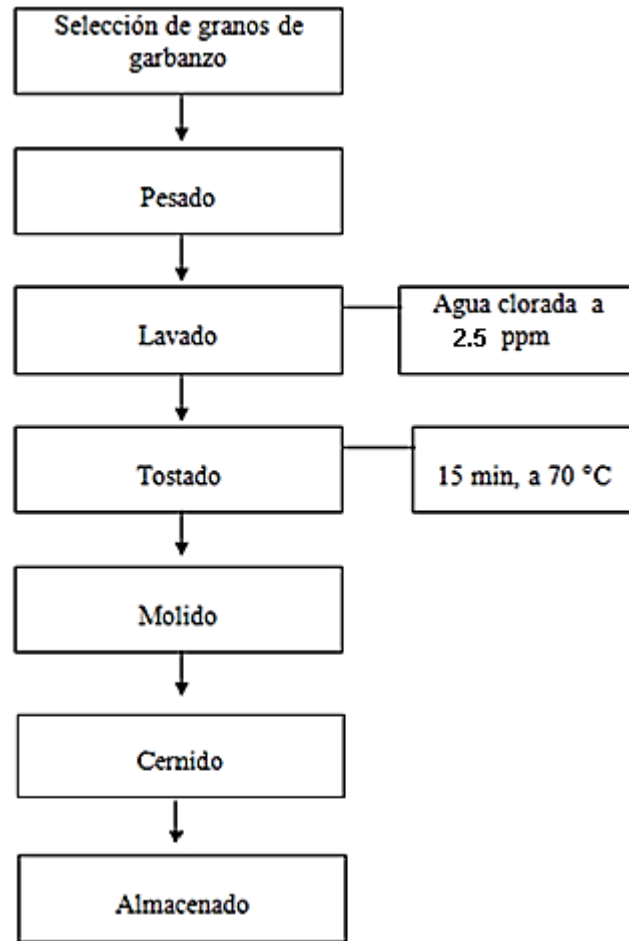 Selección de granos de
garbanzo
Pesado
Lavado
Agua clorada a
2.5 ppm
Tostado
15 min, a 70 °C
Molido
Cernido
Almacenado